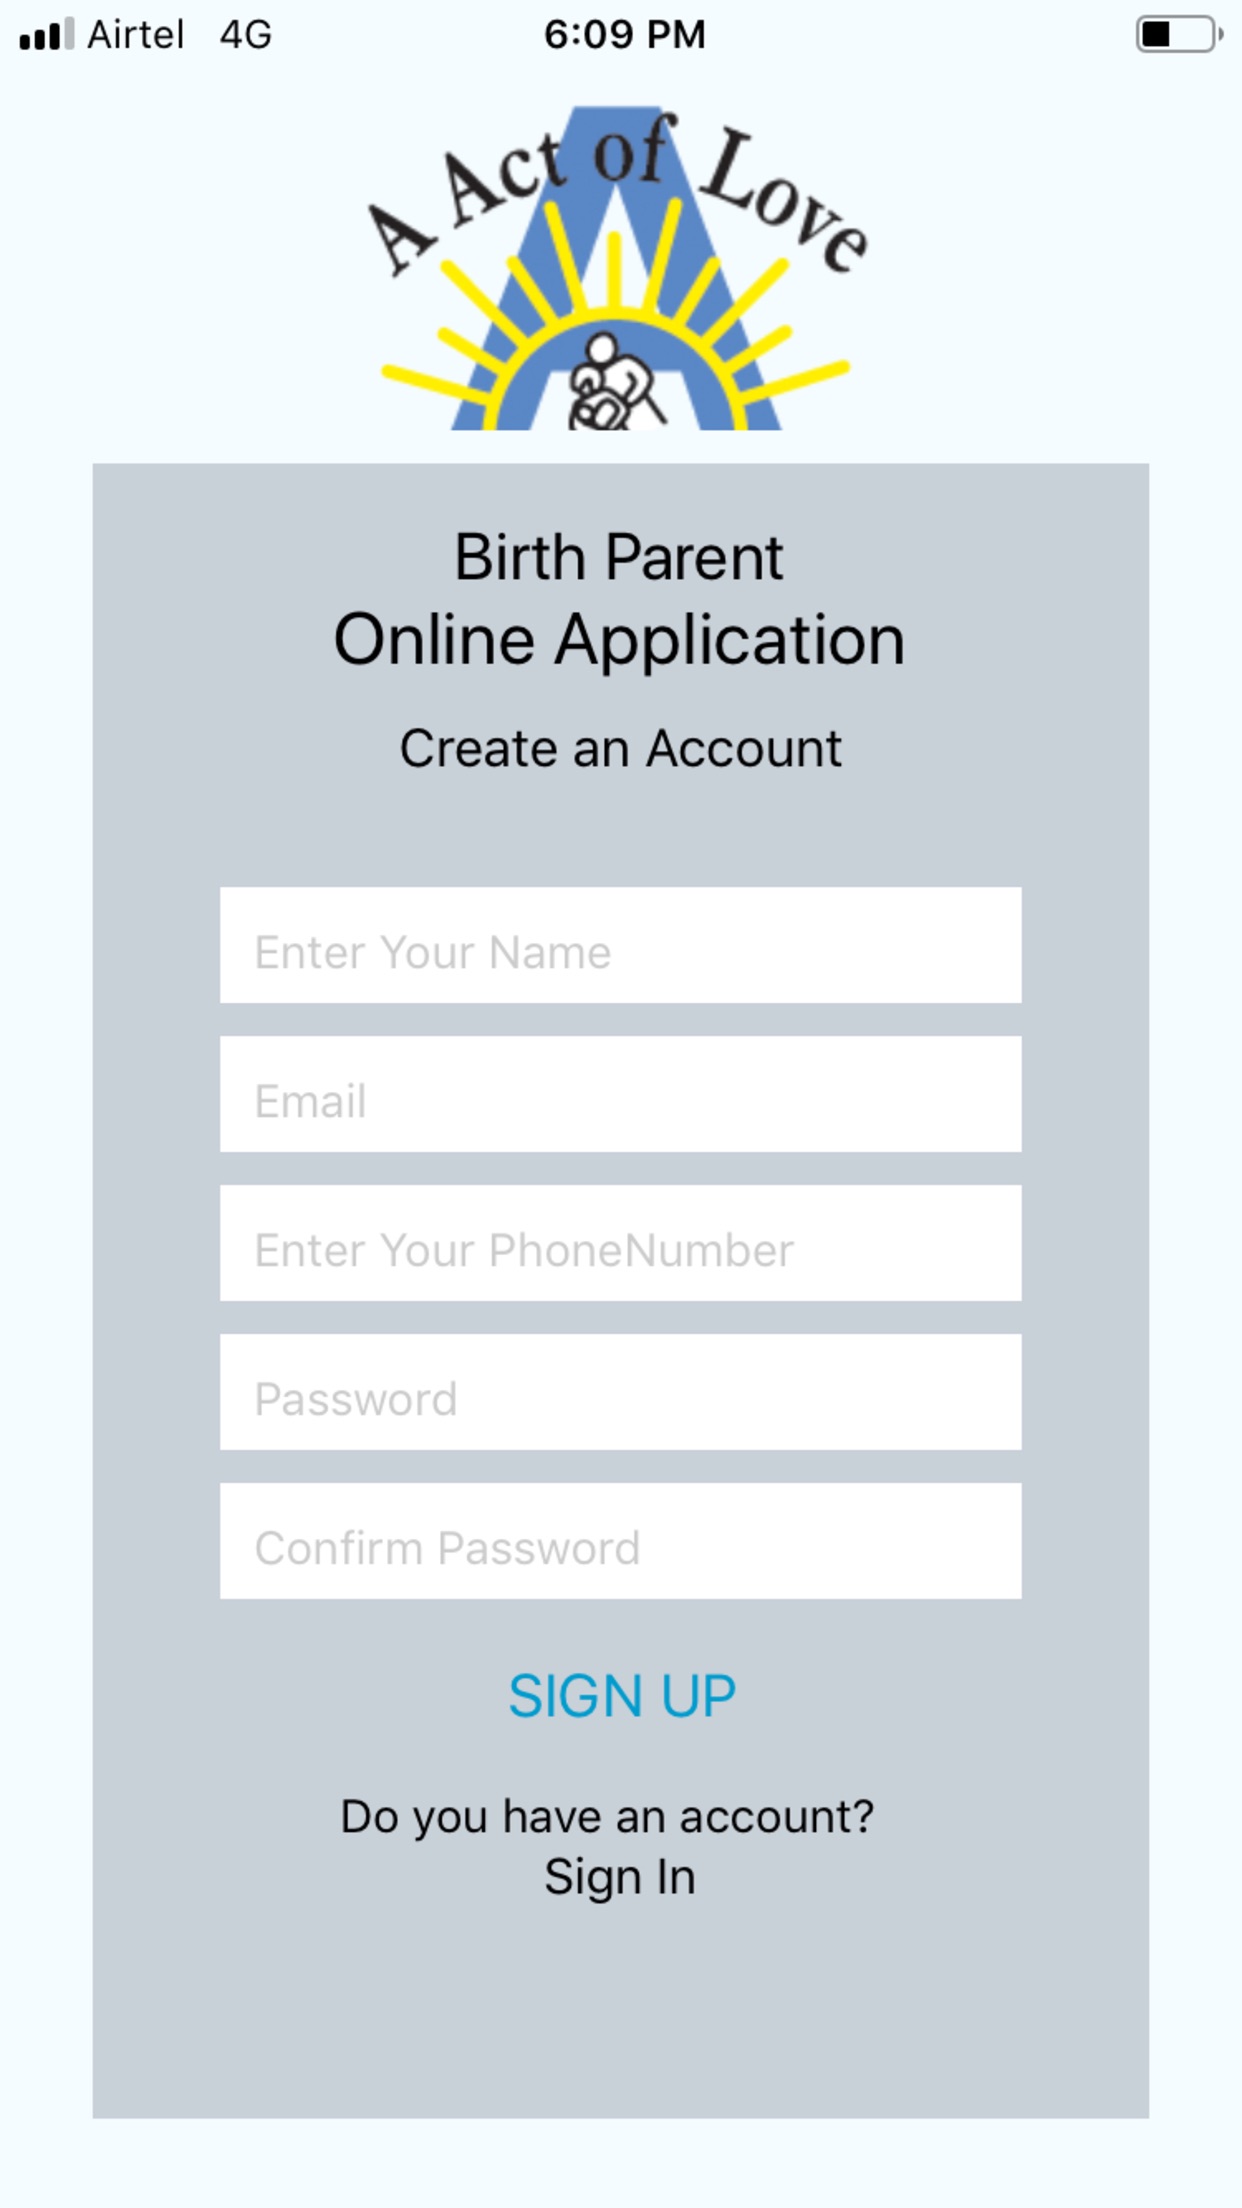 Airtel 4G 6:09 PM
A Act of Love
Birth Parent
Online Application
Create an Account
Enter Your Name
Email
Enter Your PhoneNumber
Password
Confirm Password
SIGN UP
Do you have an account?
Sign In